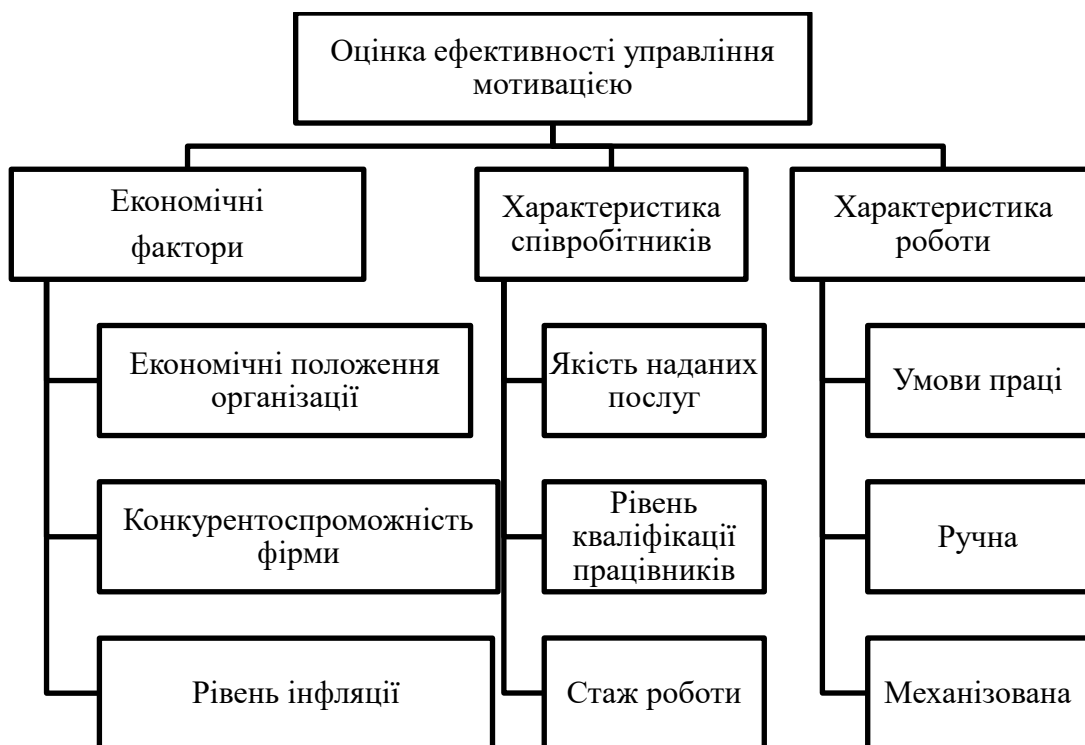 Оцінка ефективності управління
мотивацією
Економічні
фактори
Характеристика
співробітників
Характеристика
роботи
Економічні положення
організації
Якість наданих
послуг
Умови праці
Конкурентоспроможність
фірми
Рівень
кваліфікації
працівників
Ручна
Рівень інфляції
Стаж роботи
Механізована